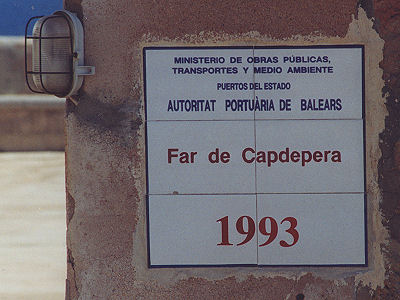 MINISTERIO DE OBRAS PÚBLICAS,
TRANSPORTES Y MEDIO AMBIENTE
PUERTOS DEL ESTADO
AUTORITAT PORTUÀRIA DE BALEARS
Far de Capdepera
1993